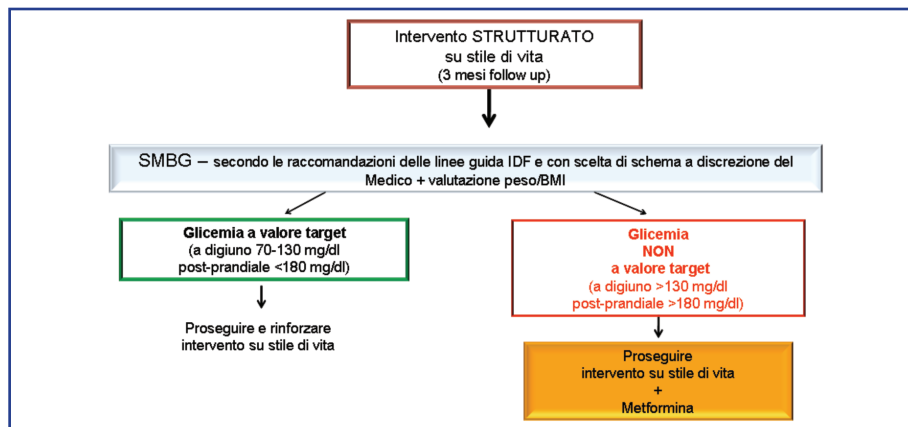 Intervento STRUTTURATO
su stile di vita
(3 mesi follow up)
SMBG – secondo le raccomandazioni delle linee guida IDF e con scelta di schema a discrezione del
Medico + valutazione peso/BMI
Glicemia a valore target
(a digiuno 70-130 mg/dl
post-prandiale <180 mg/dl)
Proseguire e rinforzare
intervento su stile di vita
Glicemia
NON
a valore target
(a digiuno >130 mg/dl
post-prandiale >180 mg/dl)
Proseguire
intervento su stile di vita
+
Metformina